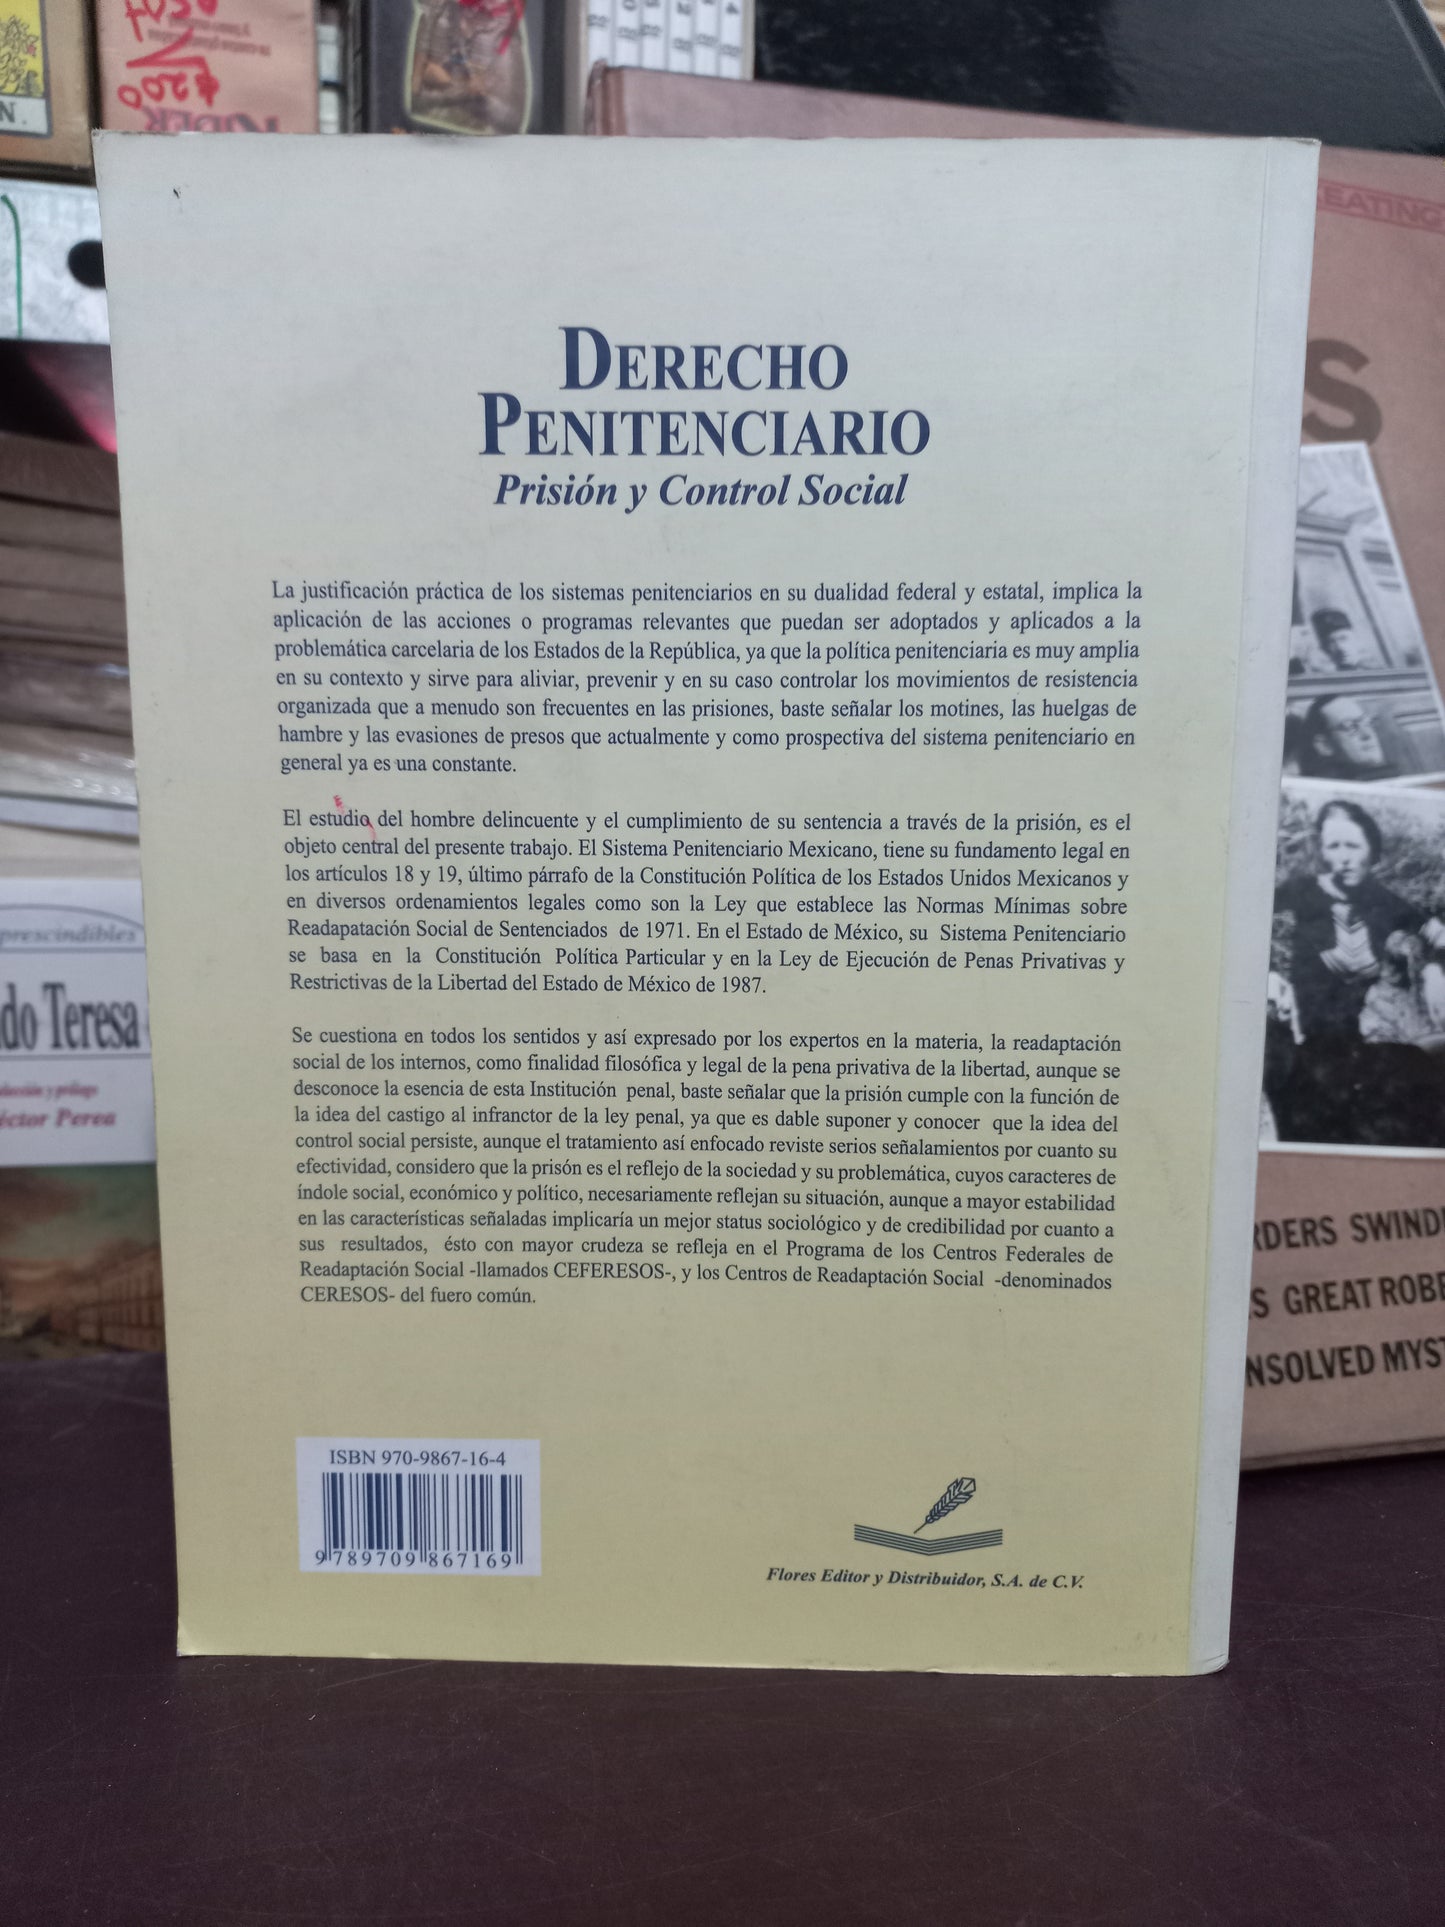 DERECHO
PENITENCIARIO
Prisión y Control Social
La justificación práctica de los sistemas penitenciarios en su dualidad federal y estatal, implica la
aplicación de las acciones o programas relevantes que puedan ser adoptados y aplicados a la
problemática carcelaria de los Estados de la República, ya que la política penitenciaria es muy amplia
en su contexto y sirve para aliviar, prevenir y en su caso controlar los movimientos de resistencia
organizada que a menudo son frecuentes en las prisiones, baste señalar los motines, las huelgas de
hambre y las evasiones de presos que actualmente y como prospectiva del sistema penitenciario en
general ya es una constante.
El estudio del hombre delincuente y el cumplimiento de su sentencia a través de la prisión, es el
objeto central del presente trabajo. El Sistema Penitenciario Mexicano, tiene su fundamento legal en
los artículos 18 y 19, último párrafo de la Constitución Política de los Estados Unidos Mexicanos y
en diversos ordenamientos legales como son la Ley que establece las Normas Mínimas sobre
Readapatación Social de Sentenciados de 1971. En el Estado de México, su Sistema Penitenciario
se basa en la Constitución Política Particular y en la Ley de Ejecución de Penas Privativas y
Restrictivas de la Libertad del Estado de México de 1987.
Se cuestiona en todos los sentidos y así expresado por los expertos en la materia, la readaptación
social de los internos, como finalidad filosófica y legal de la pena privativa de la libertad, aunque se
desconoce la esencia de esta Institución penal, baste señalar que la prisión cumple con la función de
la idea del castigo al infranctor de la ley penal, ya que es dable suponer y conocer que la idea del
control social persiste, aunque el tratamiento así enfocado reviste serios señalamientos por cuanto su
efectividad, considero que la prisón es el reflejo de la sociedad y su problemática, cuyos caracteres de
índole social, económico y político, necesariamente reflejan su situación, aunque a mayor estabilidad
en las características señaladas implicaría un mejor status sociológico y de credibilidad por cuanto a
sus resultados, ésto con mayor crudeza se refleja en el Programa de los Centros Federales de
Readaptación Social -llamados CEFERESOS-, y los Centros de Readaptación Social -denominados
CERESOS- del fuero común.
ISBN 970-9867-16-4
9 789709 867169
Flores Editor y Distribuidor, S.A. de C.V.
prescindibles
do Teresa
ducción y prólogo
éctor Perea
EATING
S
RDERS SWIND
S GREAT ROBE
NSOLVED MYST
$200